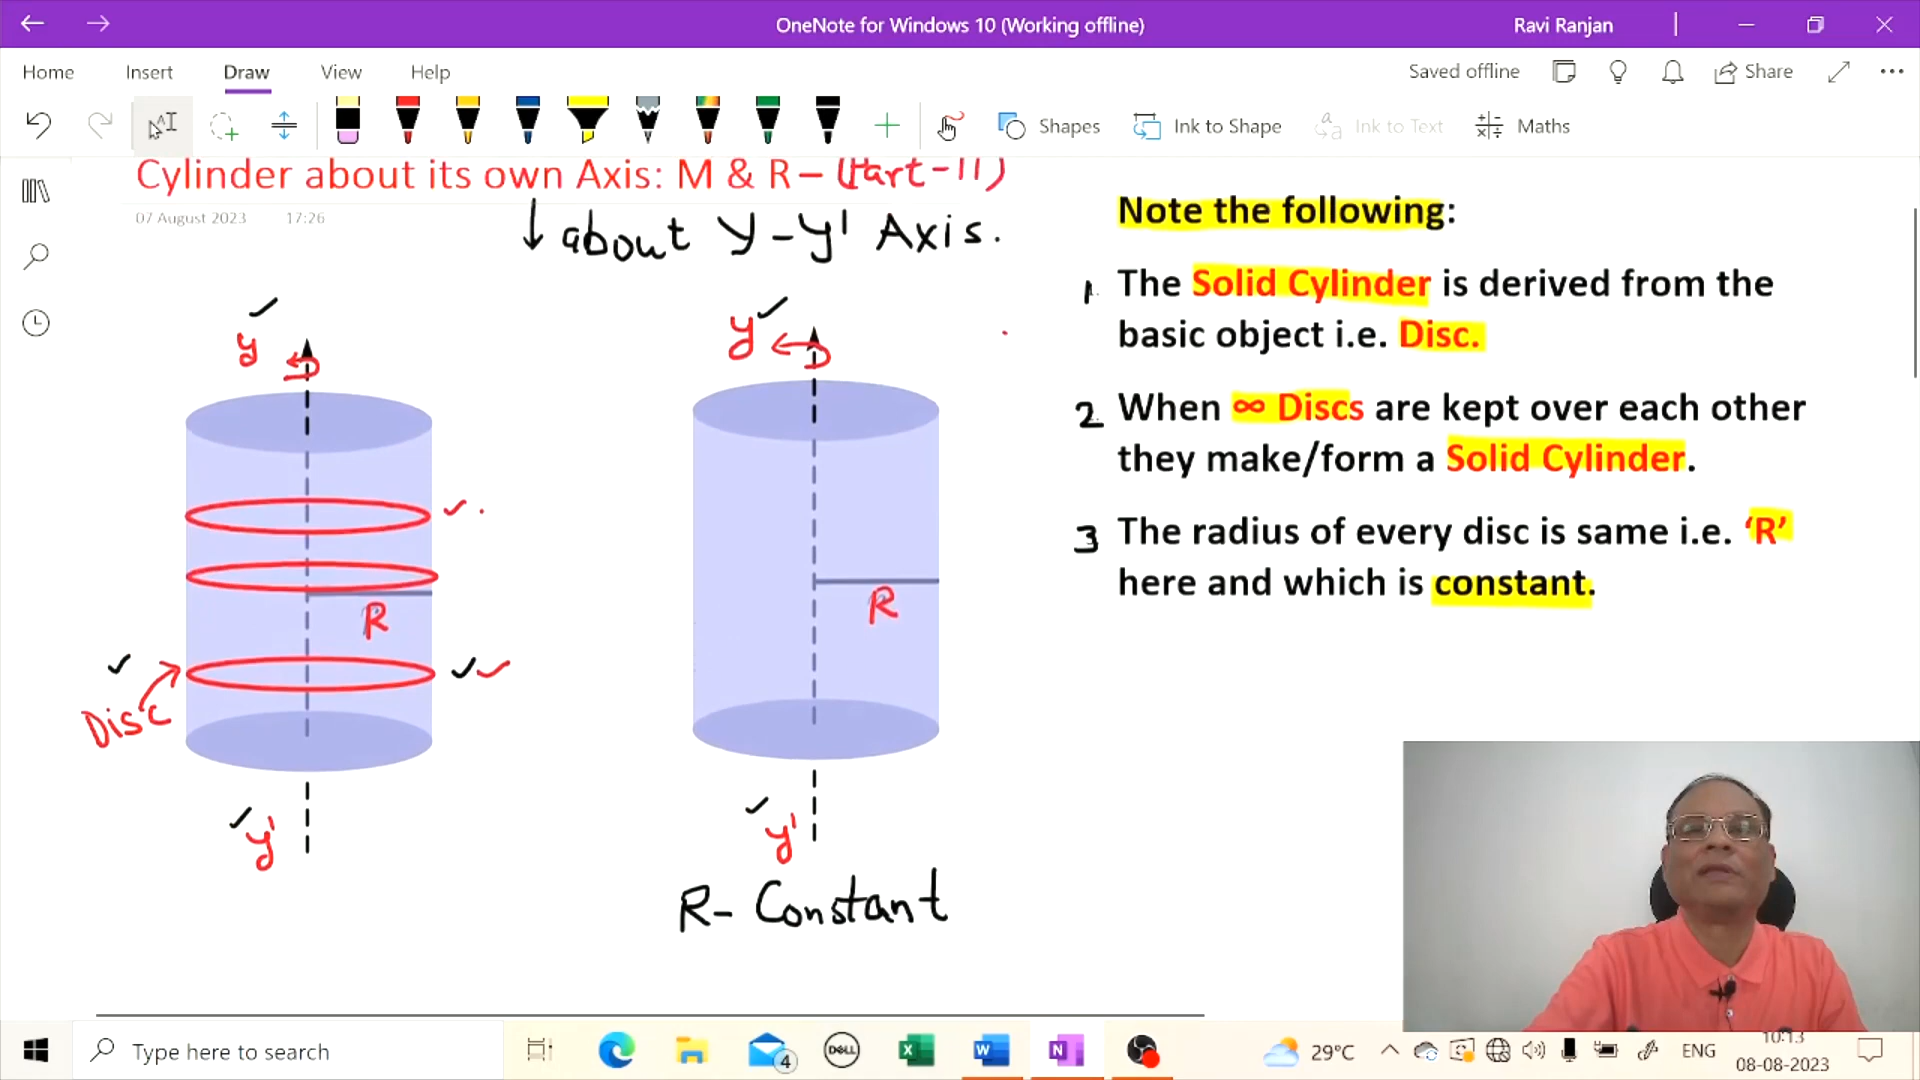 OneNote for Windows 10 (Working offline)
Ravi Ranjan
Home Insert Draw View Help
Saved offline
Share
Shapes
Ink to Shape
Ink to Text
Maths
Cylinder about its own Axis: M & R – (Part-II)
07 August 2023 17:26
about Y-Y' Axis.
y
y
R
R
Disc
y'
y'
R- Constant
Note the following:
1. The Solid Cylinder is derived from the
basic object i.e. Disc.
2. When ∞ Discs are kept over each other
they make/form a Solid Cylinder.
3 The radius of every disc is same i.e. ‘R’
here and which is constant.
Type here to search
4
DELL
X
W
N
29°C
ENG
10:13
08-08-2023